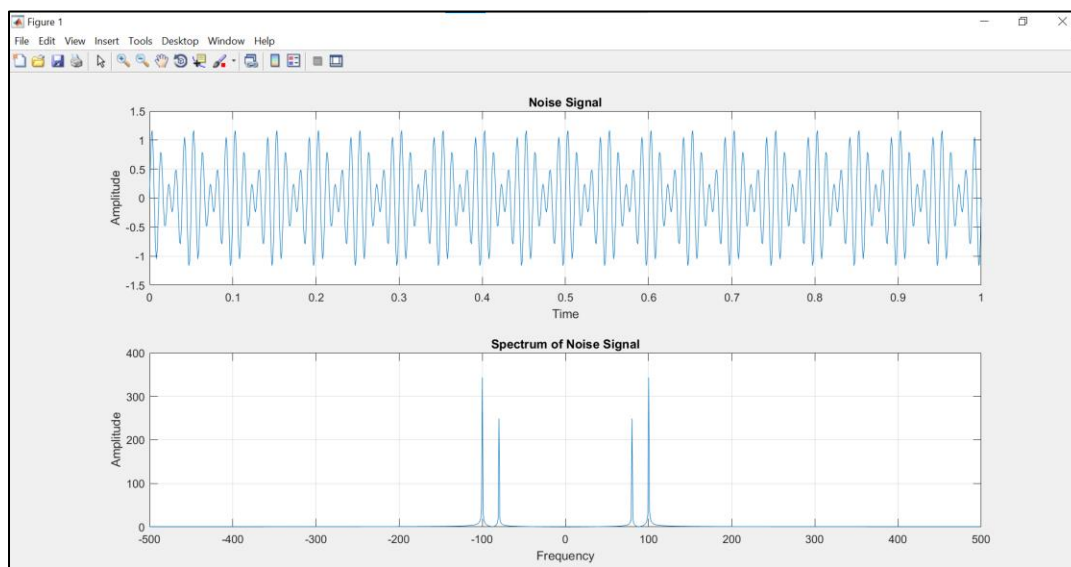 Figure 1
File Edit View Insert Tools Desktop Window Help
Noise Signal
1.5
1
0.5
0
-0.5
-1
-1.5
Amplitude
0 0.1 0.2 0.3 0.4 0.5 0.6 0.7 0.8 0.9 1
Time
Spectrum of Noise Signal
400
300
200
100
0
Amplitude
-500 -400 -300 -200 -100 0 100 200 300 400 500
Frequency